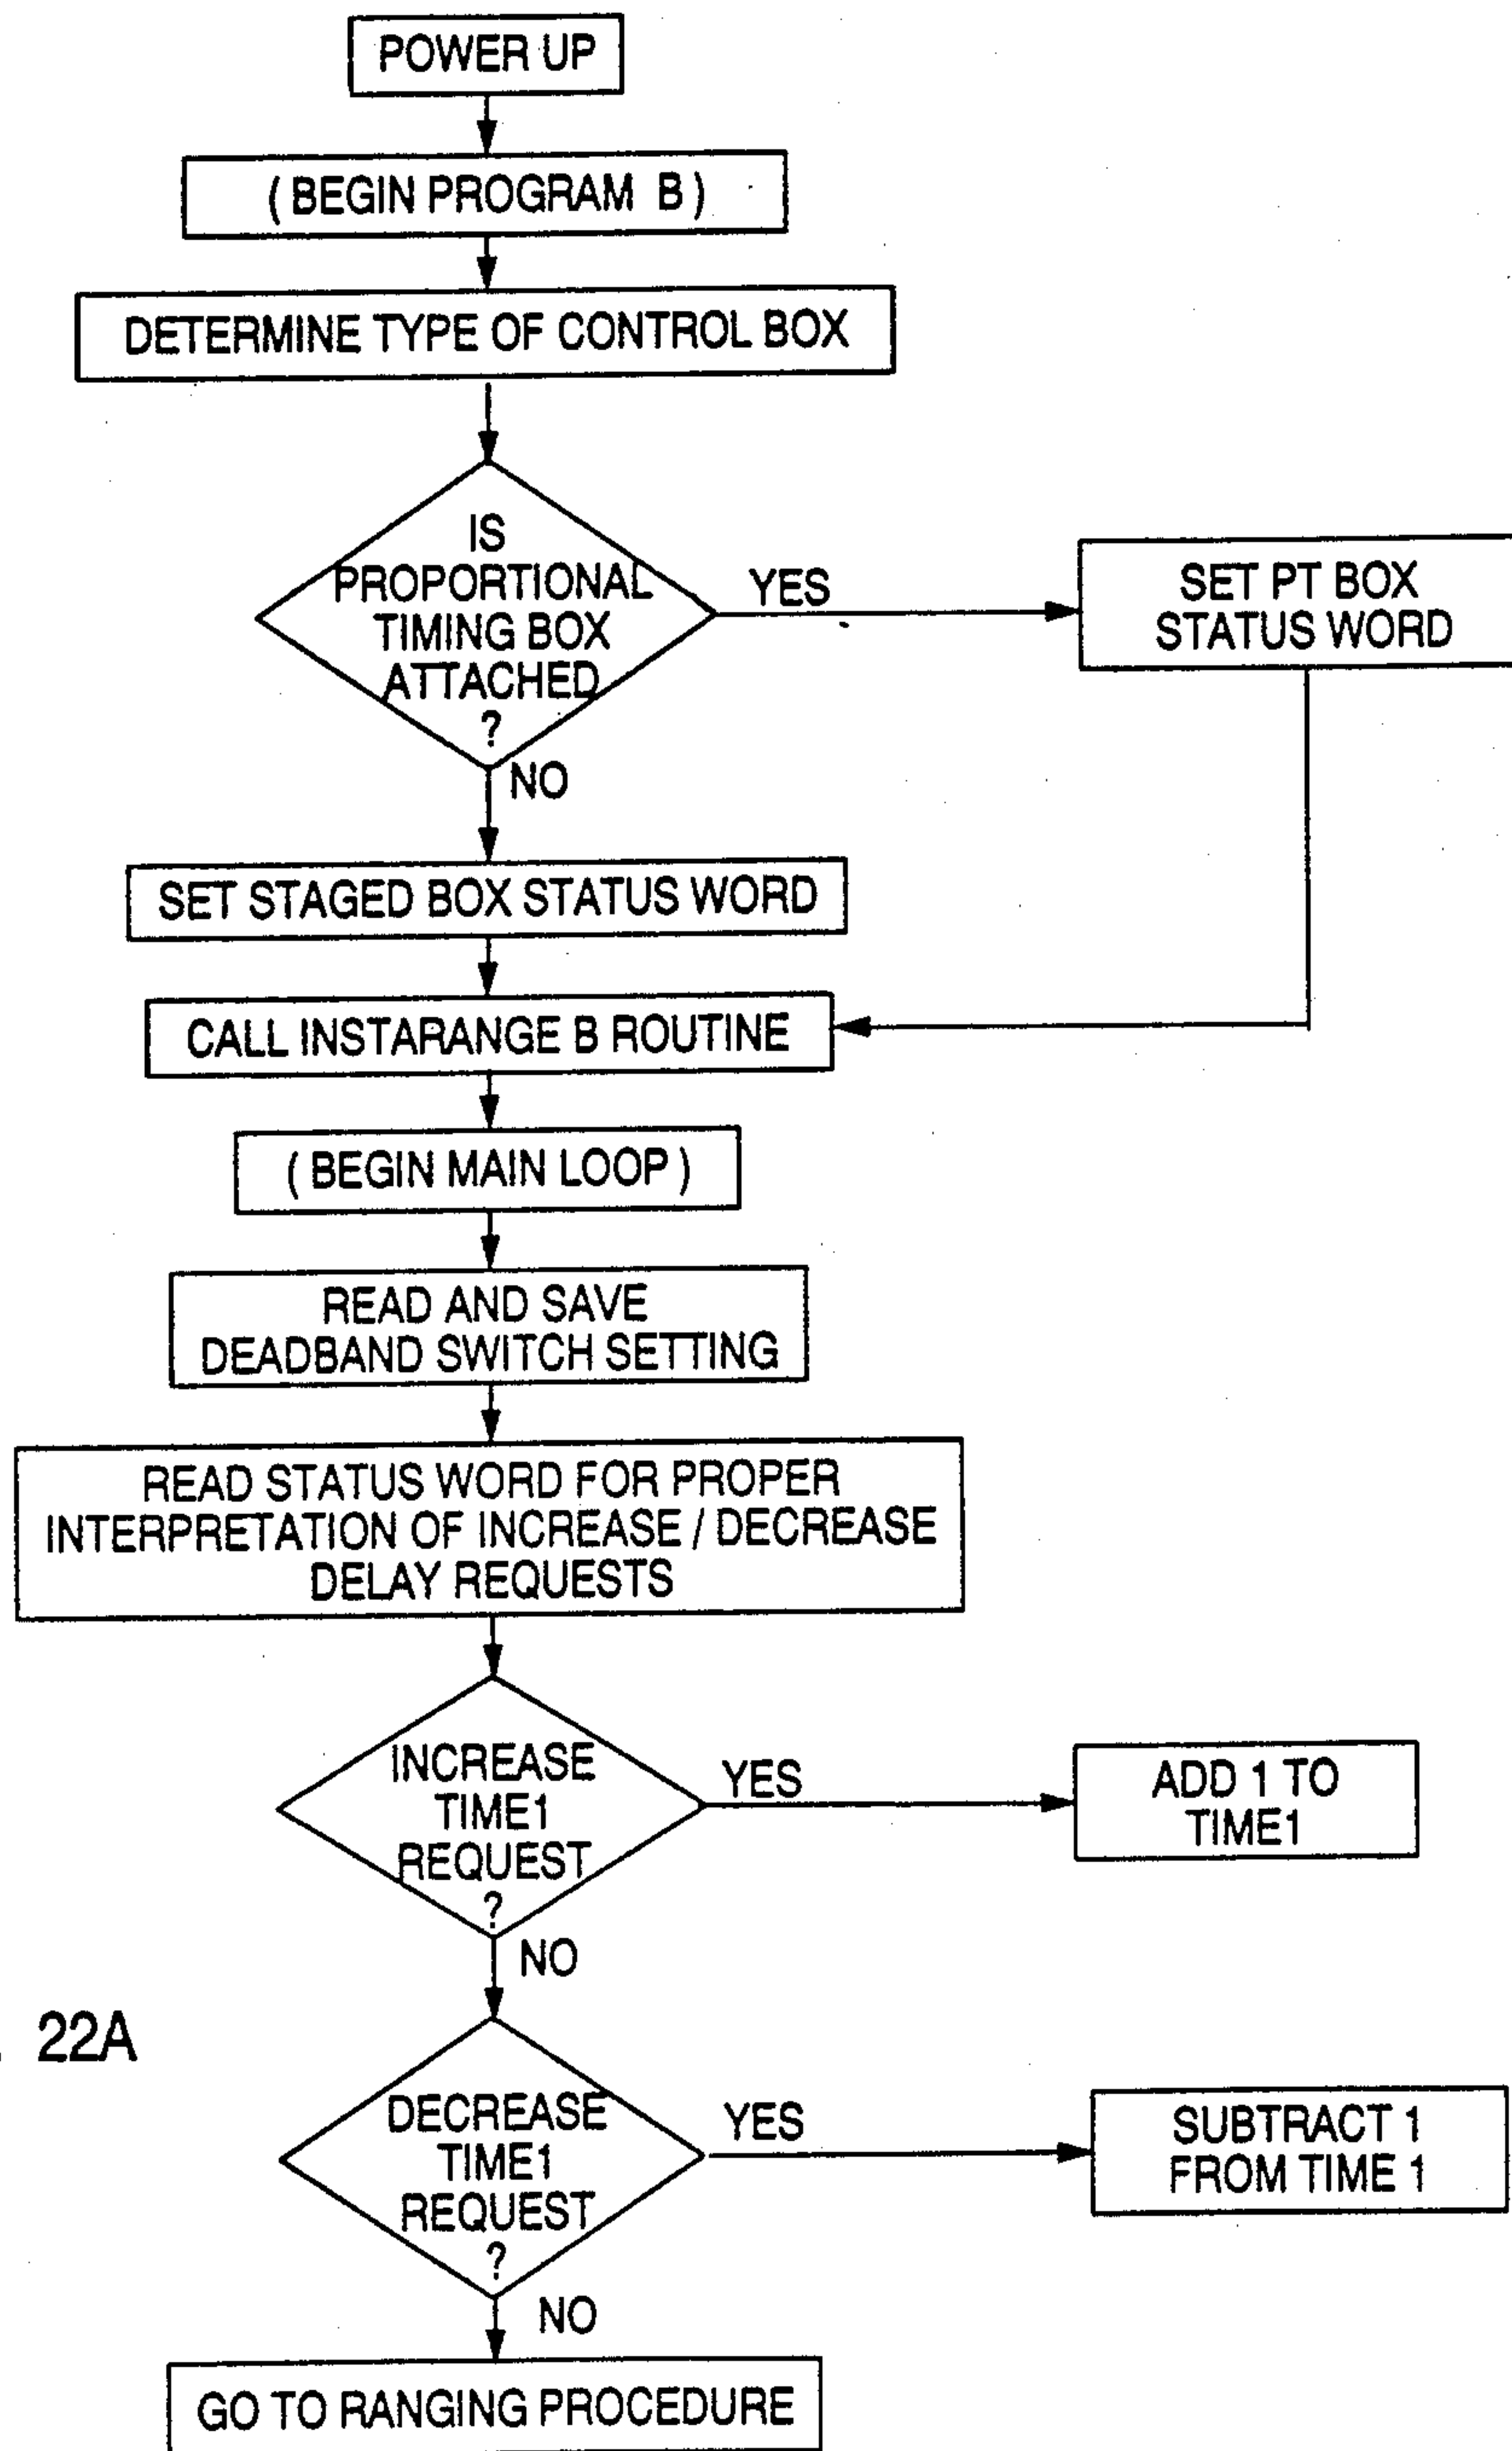 POWER UP
( BEGIN PROGRAM B )
DETERMINE TYPE OF CONTROL BOX
IS
PROPORTIONAL
TIMING BOX
ATTACHED
?
YES
SET PT BOX
STATUS WORD
NO
SET STAGED BOX STATUS WORD
CALL INSTARANGE B ROUTINE
( BEGIN MAIN LOOP )
READ AND SAVE
DEADBAND SWITCH SETTING
READ STATUS WORD FOR PROPER
INTERPRETATION OF INCREASE / DECREASE
DELAY REQUESTS
INCREASE
TIME1
REQUEST
?
YES
ADD 1 TO
TIME1
NO
22A
DECREASE
TIME1
REQUEST
?
YES
SUBTRACT 1
FROM TIME 1
NO
GO TO RANGING PROCEDURE